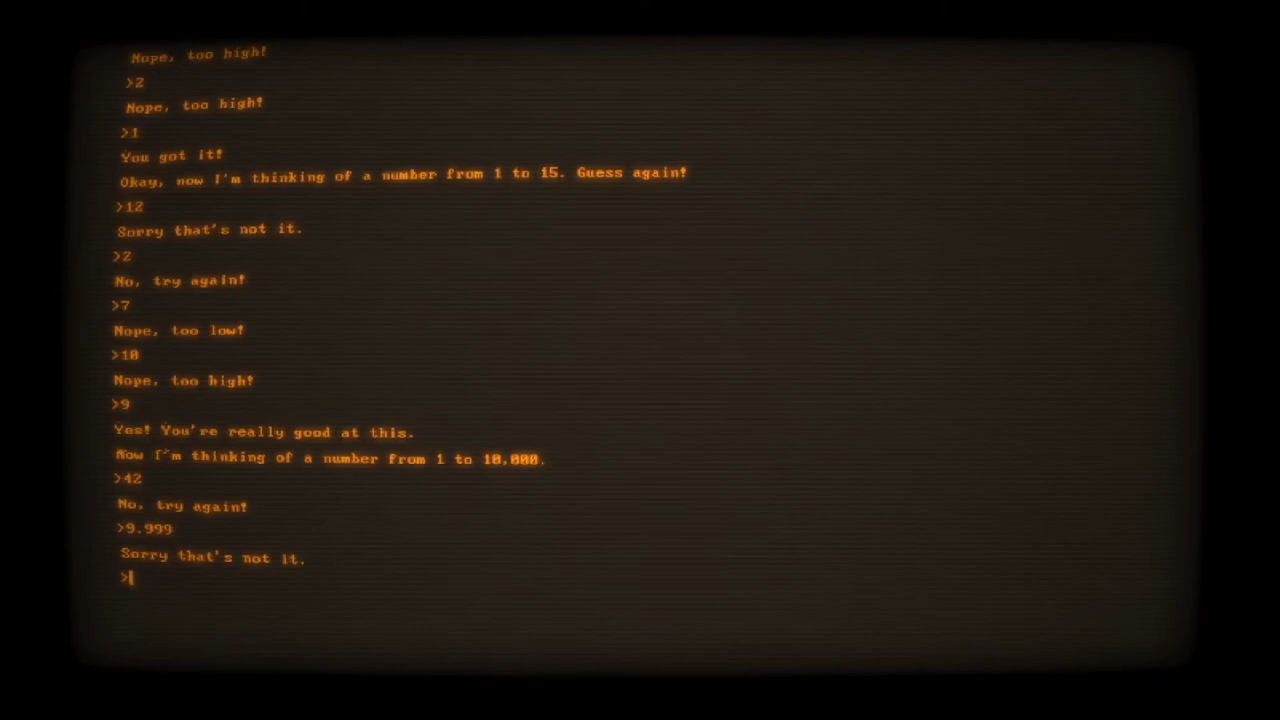 Nope, too high!
>2
Nope, too high!
>1
You got it!
Okay, now I'm thinking of a number from 1 to 15. Guess again!
>12
Sorry that's not it.
>2
No, try again!
>7
Nope, too low!
>10
Nope, too high!
>9
Yes! You're really good at this.
Now I'm thinking of a number from 1 to 10,000.
>42
No, try again!
>9.999
Sorry that's not it.
>